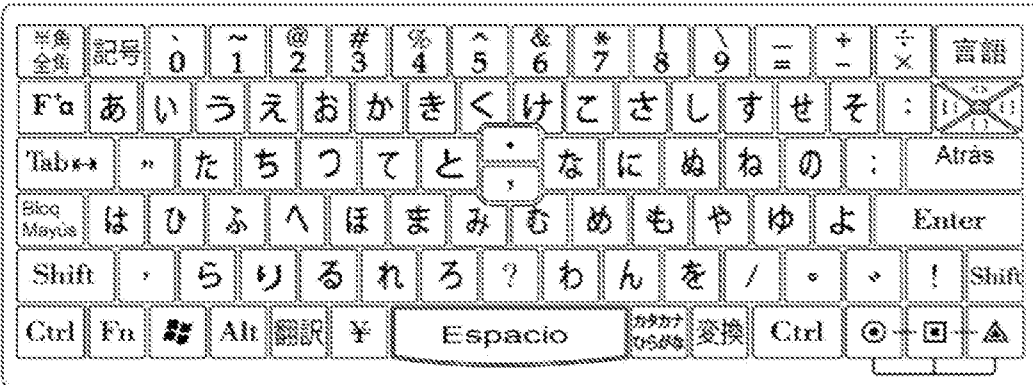 半角 全角 記号 ` 0 ~ 1 @ 2 # 3 % 4 ^ 5 & 6 * 7 | 8 \ 9 _ = + - ÷ × 言語
F"a あ い う え お か き く け こ さ し す せ そ :
Tab ↔ " た ち つ て と · , な に ぬ ね の ; Atrás
Bloq Mayús は ひ ふ へ ほ ま み む め も や ゆ よ Enter
Shift , ら り る れ ろ ? わ ん を / 。 ! Shift
Ctrl Fn Alt 翻訳 ¥ Espacio カタカナ ひらがな 変換 Ctrl